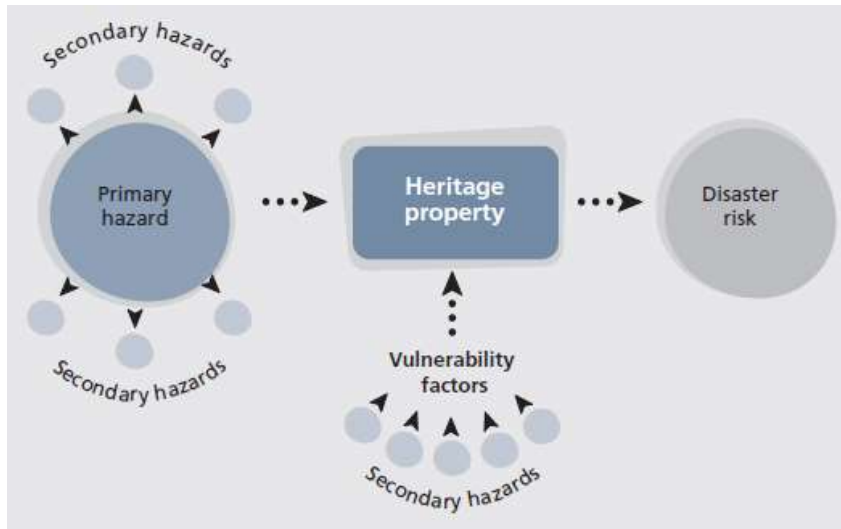 Secondary hazards
Primary
hazard
Heritage
property
Disaster
risk
Secondary hazards
Vulnerability
factors
Secondary hazards